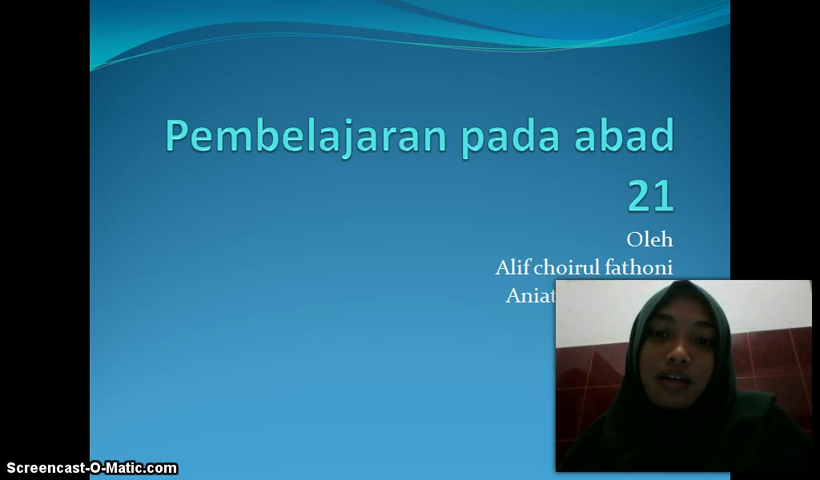 Pembelajaran pada abad
21
Oleh
Alif choirul fathoni
Screencast-O-Matic.com